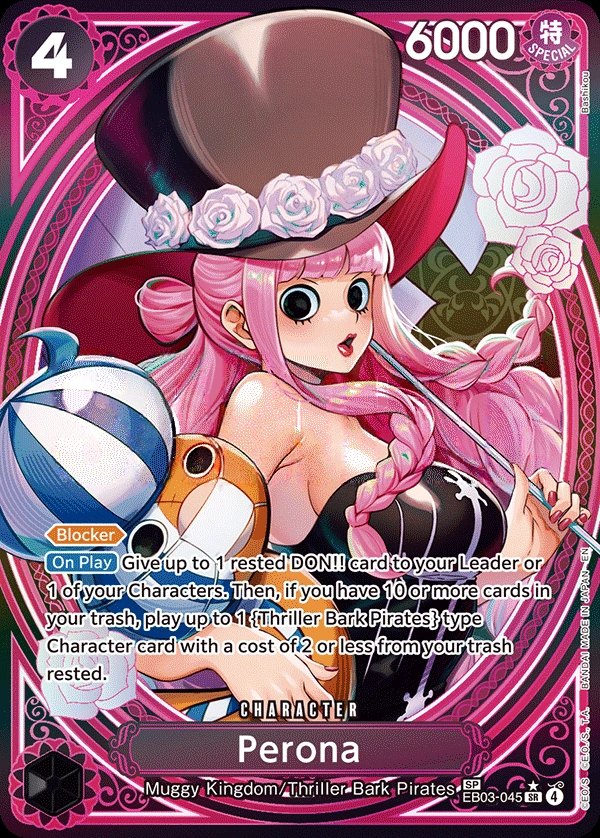 4
6000
特
SPECIAL
Bashikou
Blocker
On Play Give up to 1 rested DON!! card to your Leader or
1 of your Characters. Then, if you have 10 or more cards in
your trash, play up to 1 {Thriller Bark Pirates} type
Character card with a cost of 2 or less from your trash
rested.
CHARACTER
Perona
Muggy Kingdom/Thriller Bark Pirates
SP
EB03-045 SR
4
©E.O./S. ©E.O./S., T.A. BANDAI MADE IN JAPAN EN